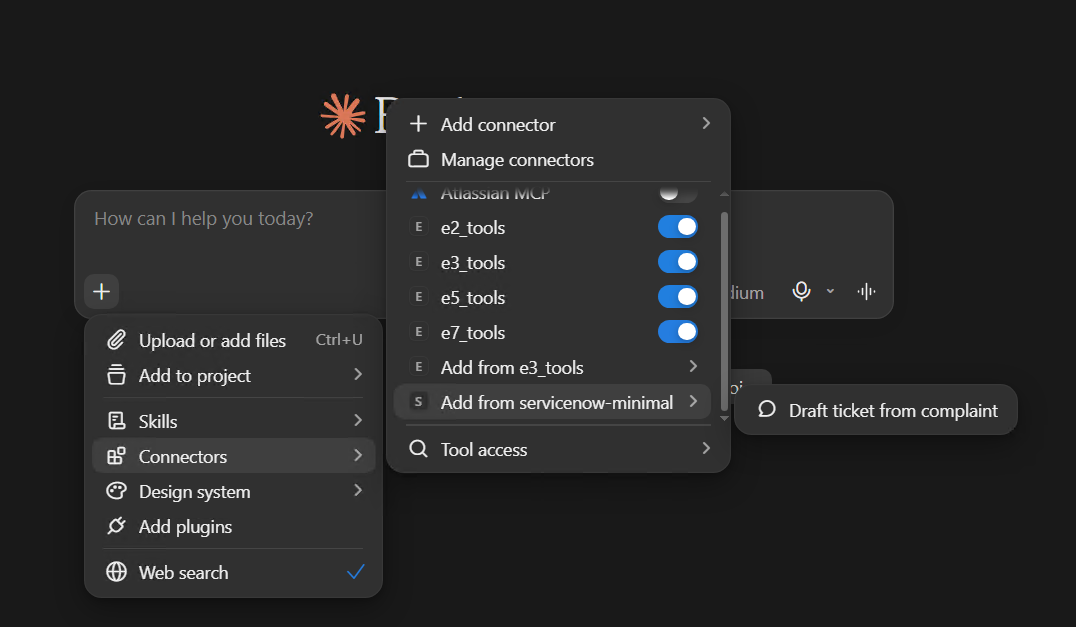 Add connector
Manage connectors
Atlassian MCP
How can I help you today?
E e2_tools
E e3_tools
E e5_tools
E e7_tools
E Add from e3_tools
S Add from servicenow-minimal
Draft ticket from complaint
Tool access
Upload or add files Ctrl+U
Add to project
Skills
Connectors
Design system
Add plugins
Web search